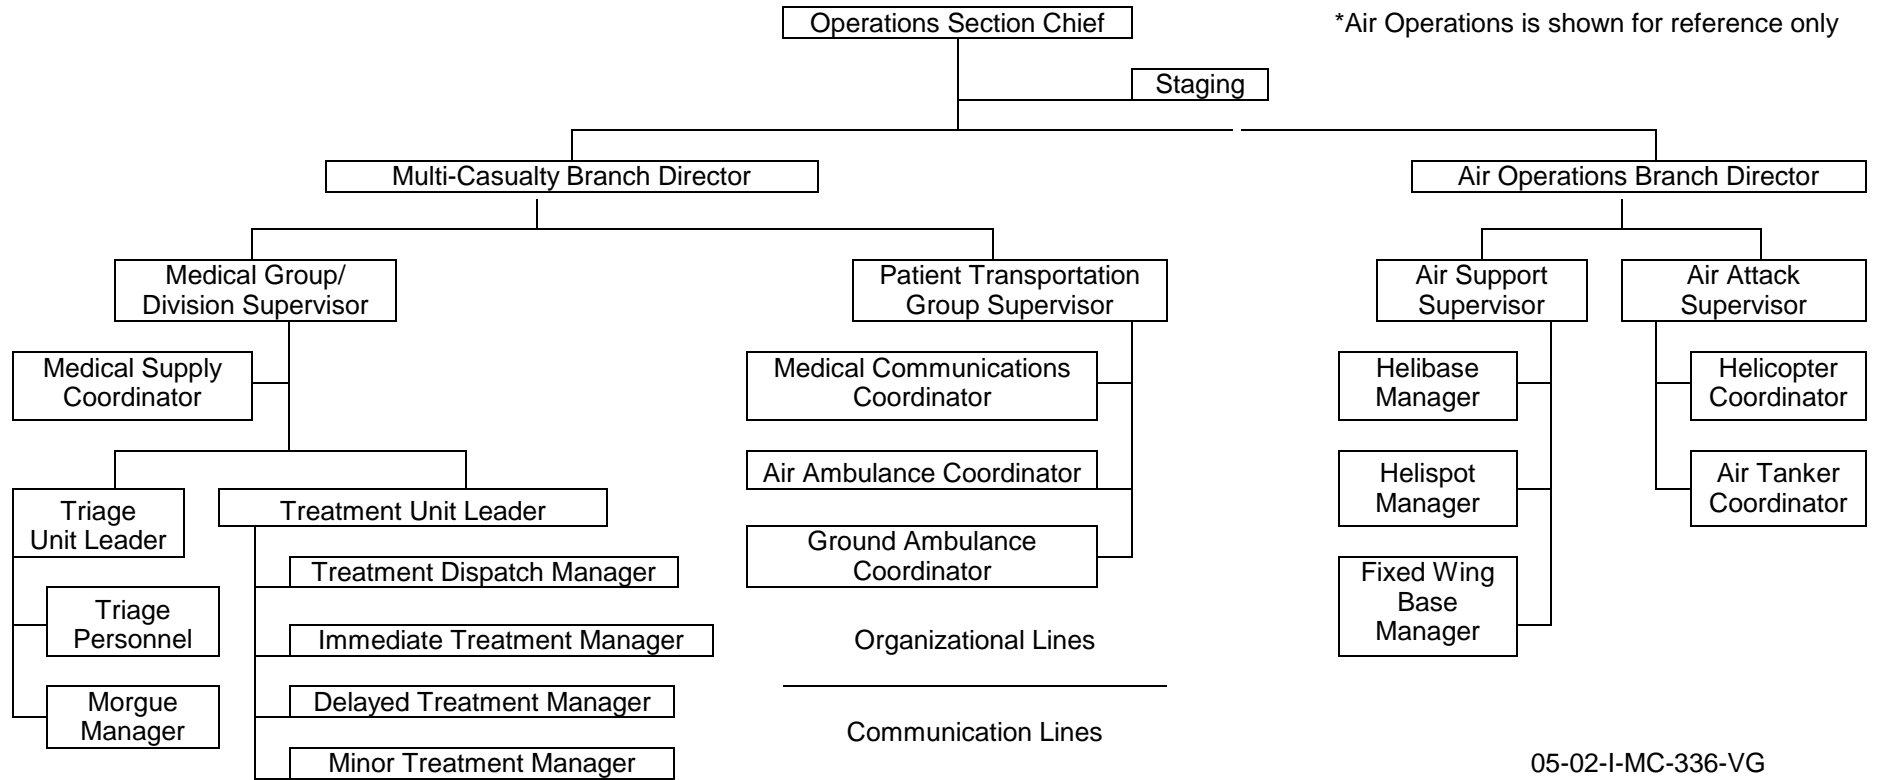 Operations Section Chief
*Air Operations is shown for reference only
Staging
Multi-Casualty Branch Director
Air Operations Branch Director
Medical Group/
Division Supervisor
Patient Transportation
Group Supervisor
Air Support
Supervisor
Air Attack
Supervisor
Medical Supply
Coordinator
Medical Communications
Coordinator
Helibase
Manager
Helicopter
Coordinator
Air Ambulance Coordinator
Helispot
Manager
Air Tanker
Coordinator
Triage
Unit Leader
Treatment Unit Leader
Ground Ambulance
Coordinator
Treatment Dispatch Manager
Fixed Wing
Base
Manager
Triage
Personnel
Immediate Treatment Manager
Organizational Lines
Morgue
Manager
Delayed Treatment Manager
Communication Lines
Minor Treatment Manager
05-02-I-MC-336-VG